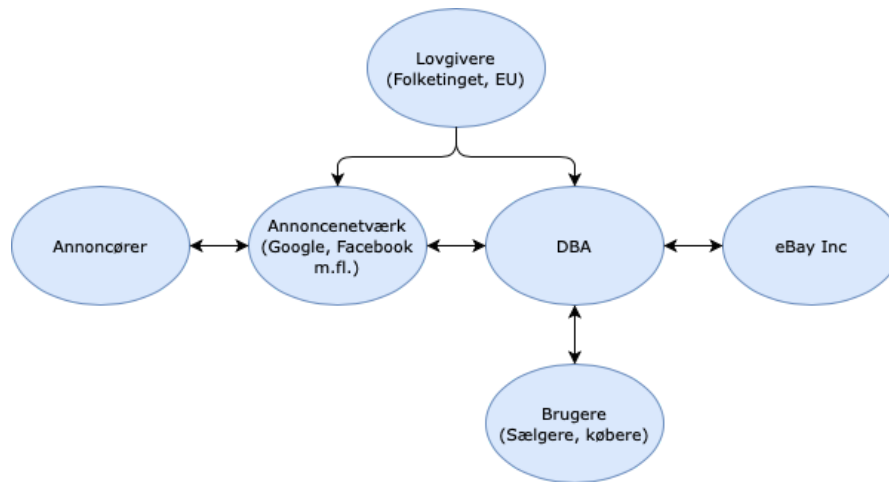 Lovgivere
(Folketinget, EU)
Annoncører
Annoncenetværk
(Google, Facebook
m.fl.)
DBA
eBay Inc
Brugere
(Sælgere, købere)